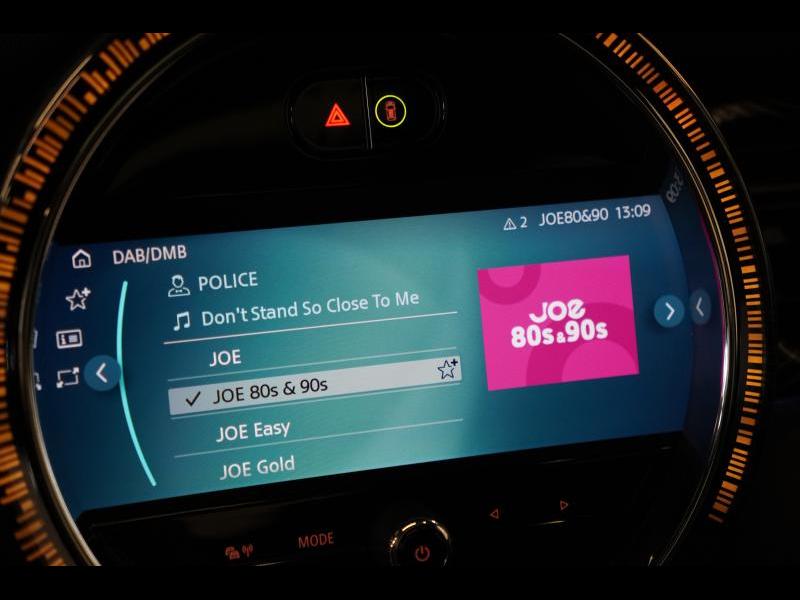 2 JOE80&90 13:09
DAB/DMB
POLICE
Don't Stand So Close To Me
JOE
JOE 80s & 90s
JOE Easy
JOE Gold
JOE
80s&90s
MODE